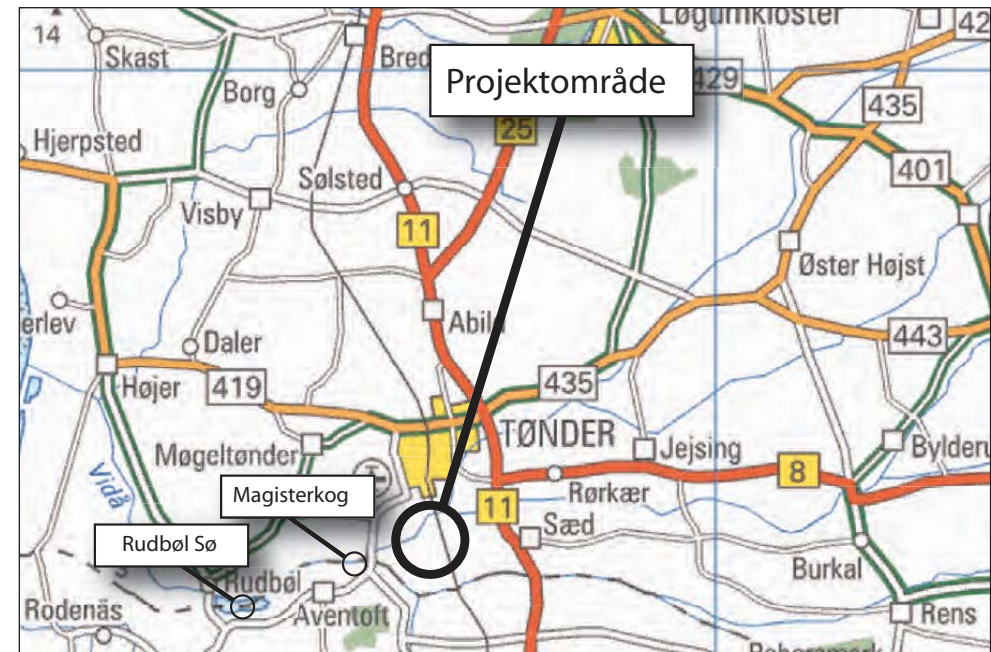 14
Skast
Løgumkloster
42
Bred
Projektområde
429
Borg
435
25
Hjerpsted
Sølsted
401
Visby
11
Øster Højst
erlev
Abild
443
Daler
435
Højer
419
TØNDER
Møgeltønder
Jejsing
Bylderu
8
Vidå
Magisterkog
Rørkær
11
Sæd
Rudbøl Sø
Burkal
Rudbøl
Rodenäs
Aventoft
Rens